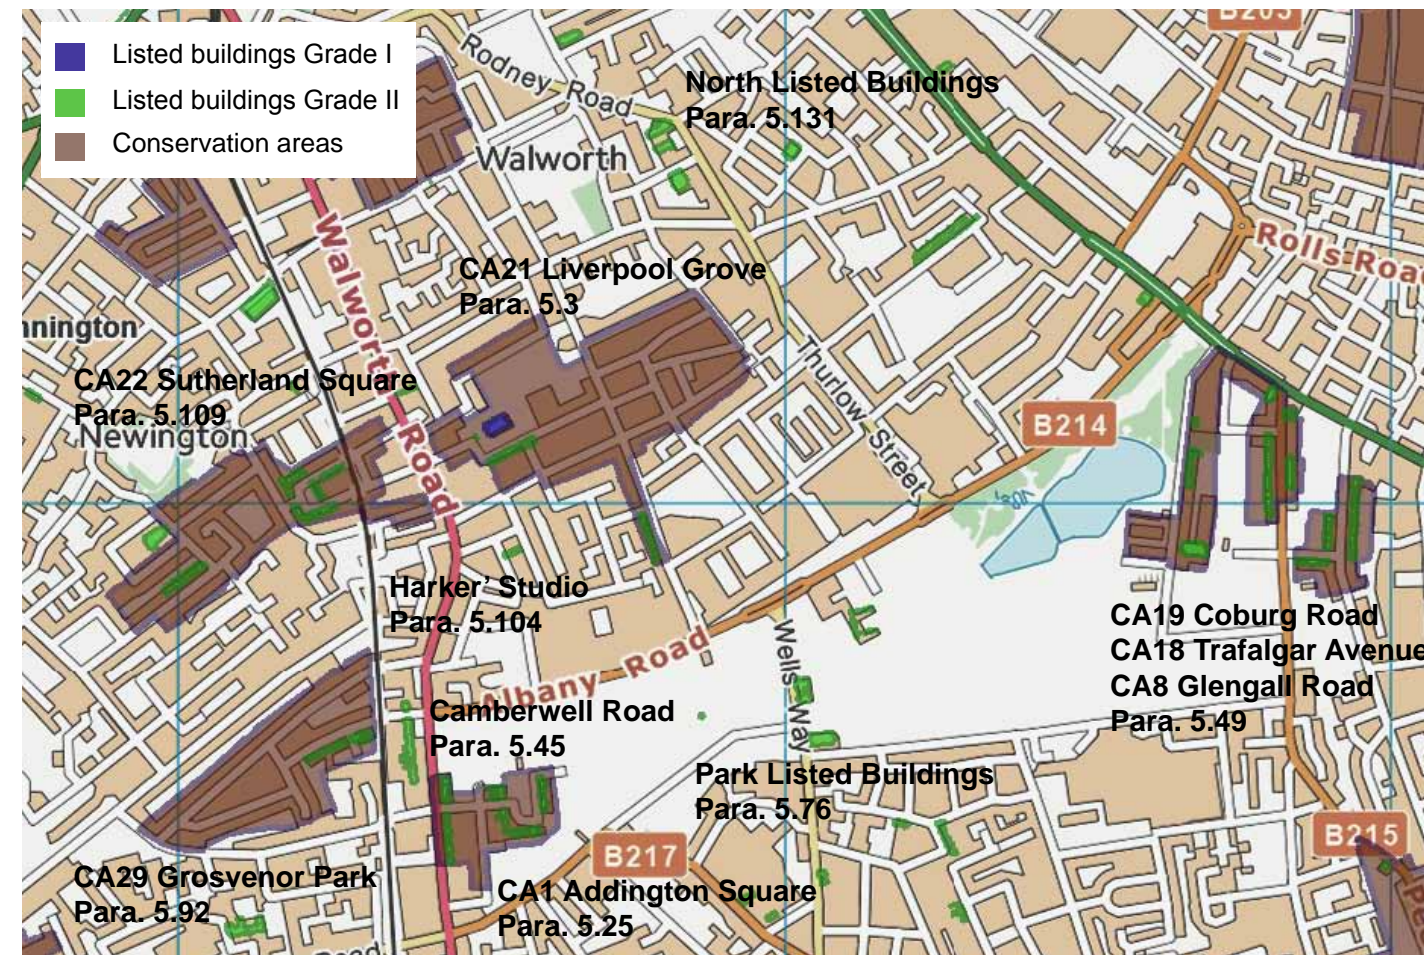 Listed buildings Grade I
Listed buildings Grade II
Conservation areas
B203
Rodney Road
North Listed Buildings
Para. 5.131
Walworth
Walworth Road
Rolls Roa
CA21 Liverpool Grove
Para. 5.3
nnington
CA22 Sutherland Square
Para. 5.109
Newington
Thurlow Street
B214
Harker' Studio
Para. 5.104
CA19 Coburg Road
CA18 Trafalgar Avenue
CA8 Glengall Road
Para. 5.49
Albany Road
Wells Way
Camberwell Road
Para. 5.45
Park Listed Buildings
Para. 5.76
B215
B217
CA29 Grosvenor Park
Para. 5.92
CA1 Addington Square
Para. 5.25
Road